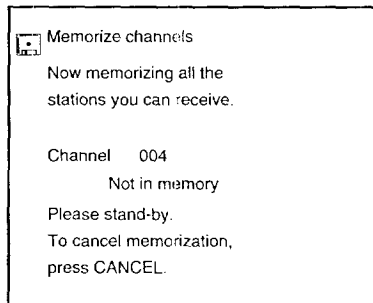 Memorize channels
Now memorizing all the
stations you can receive.
Channel 004
Not in memory
Please stand-by.
To cancel memorization,
press CANCEL.